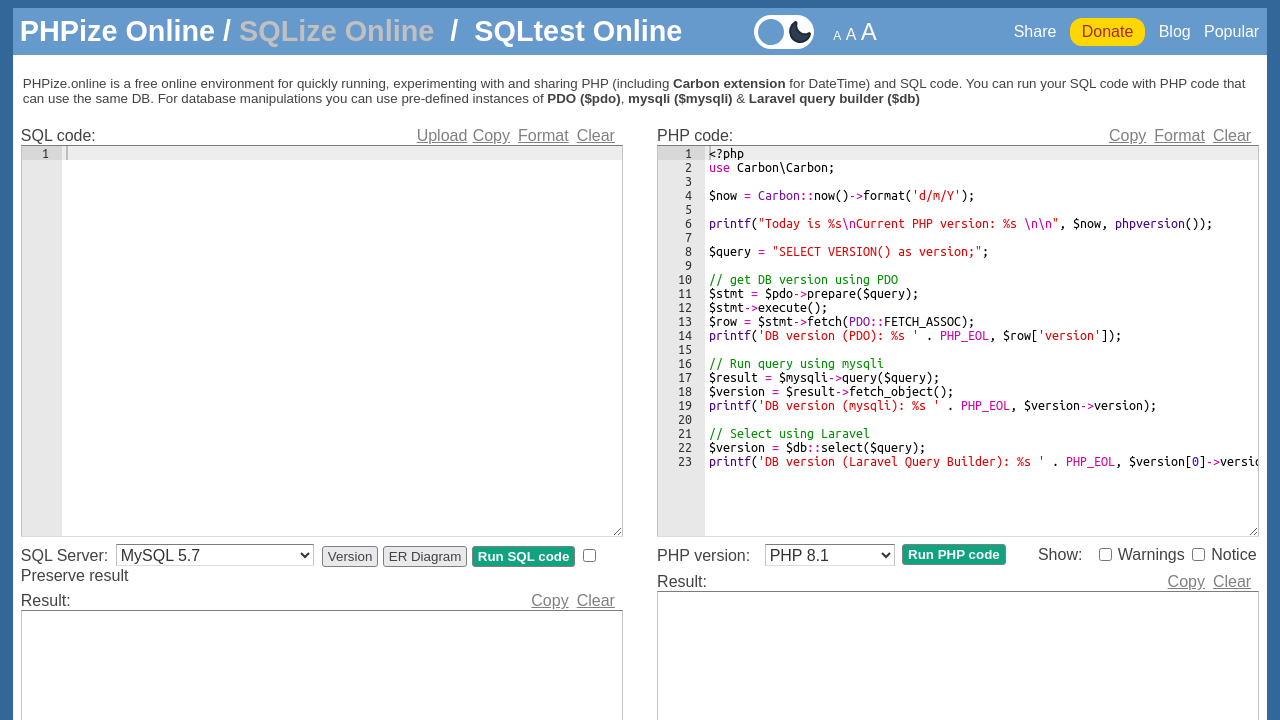 PHPize Online / SQLize Online / SQLtest Online
A A A
Share Donate Blog Popular
PHPize.online is a free online environment for quickly running, experimenting with and sharing PHP (including Carbon extension for DateTime) and SQL code. You can run your SQL code with PHP code that
can use the same DB. For database manipulations you can use pre-defined instances of PDO ($pdo), mysqli ($mysqli) & Laravel query builder ($db)
SQL code: Upload Copy Format Clear
1
SQL Server: MySQL 5.7 Version ER Diagram Run SQL code
Preserve result
Result: Copy Clear
PHP code: Copy Format Clear
1 <?php
2 use Carbon\Carbon;
3
4 $now = Carbon::now()->format('d/m/Y');
5
6 printf("Today is %s\nCurrent PHP version: %s \n\n", $now, phpversion());
7
8 $query = "SELECT VERSION() as version;";
9
10 // get DB version using PDO
11 $stmt = $pdo->prepare($query);
12 $stmt->execute();
13 $row = $stmt->fetch(PDO::FETCH_ASSOC);
14 printf('DB version (PDO): %s ' . PHP_EOL, $row['version']);
15
16 // Run query using mysqli
17 $result = $mysqli->query($query);
18 $version = $result->fetch_object();
19 printf('DB version (mysqli): %s ' . PHP_EOL, $version->version);
20
21 // Select using Laravel
22 $version = $db::select($query);
23 printf('DB version (Laravel Query Builder): %s ' . PHP_EOL, $version[0]->versio
PHP version: PHP 8.1 Run PHP code Show: Warnings Notice
Result: Copy Clear